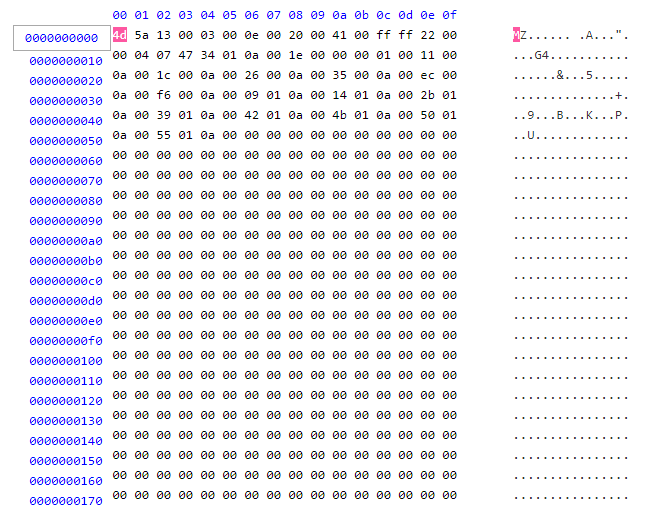 00 01 02 03 04 05 06 07 08 09 0a 0b 0c 0d 0e 0f
0000000000 4d 5a 13 00 03 00 0e 00 20 00 41 00 ff ff 22 00 MZ...... .A...".
0000000010 00 04 07 47 34 01 0a 00 1e 00 00 00 01 00 11 00 ...G4...........
0000000020 0a 00 1c 00 0a 00 26 00 0a 00 35 00 0a 00 ec 00 ......&...5.....
0000000030 0a 00 f6 00 0a 00 09 01 0a 00 14 01 0a 00 2b 01 ..............+.
0000000040 0a 00 39 01 0a 00 42 01 0a 00 4b 01 0a 00 50 01 ..9...B...K...P.
0000000050 0a 00 55 01 0a 00 00 00 00 00 00 00 00 00 00 00 ..U.............
0000000060 00 00 00 00 00 00 00 00 00 00 00 00 00 00 00 00 ................
0000000070 00 00 00 00 00 00 00 00 00 00 00 00 00 00 00 00 ................
0000000080 00 00 00 00 00 00 00 00 00 00 00 00 00 00 00 00 ................
0000000090 00 00 00 00 00 00 00 00 00 00 00 00 00 00 00 00 ................
00000000a0 00 00 00 00 00 00 00 00 00 00 00 00 00 00 00 00 ................
00000000b0 00 00 00 00 00 00 00 00 00 00 00 00 00 00 00 00 ................
00000000c0 00 00 00 00 00 00 00 00 00 00 00 00 00 00 00 00 ................
00000000d0 00 00 00 00 00 00 00 00 00 00 00 00 00 00 00 00 ................
00000000e0 00 00 00 00 00 00 00 00 00 00 00 00 00 00 00 00 ................
00000000f0 00 00 00 00 00 00 00 00 00 00 00 00 00 00 00 00 ................
0000000100 00 00 00 00 00 00 00 00 00 00 00 00 00 00 00 00 ................
0000000110 00 00 00 00 00 00 00 00 00 00 00 00 00 00 00 00 ................
0000000120 00 00 00 00 00 00 00 00 00 00 00 00 00 00 00 00 ................
0000000130 00 00 00 00 00 00 00 00 00 00 00 00 00 00 00 00 ................
0000000140 00 00 00 00 00 00 00 00 00 00 00 00 00 00 00 00 ................
0000000150 00 00 00 00 00 00 00 00 00 00 00 00 00 00 00 00 ................
0000000160 00 00 00 00 00 00 00 00 00 00 00 00 00 00 00 00 ................
0000000170 00 00 00 00 00 00 00 00 00 00 00 00 00 00 00 00 ................